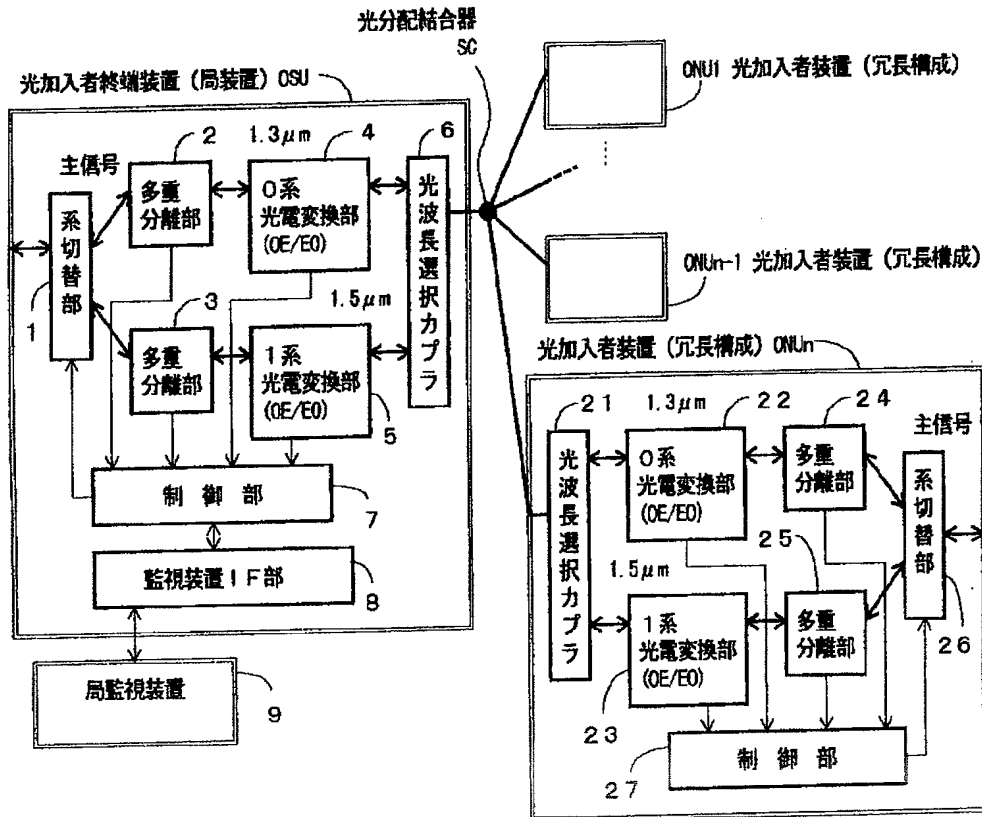 光分配結合器
SC
光加入者終端装置（局装置）OSU
ONU1 光加入者装置（冗長構成）
ONUn-1 光加入者装置（冗長構成）
光加入者装置（冗長構成）ONUn
主信号
系切替部
1
2
多重
分離部
1.3μm
4
0系
光電変換部
(OE/EO)
6
光波長選択カプラ
3
多重
分離部
1.5μm
1系
光電変換部
(OE/EO)
5
制御部
7
監視装置IF部
8
局監視装置
9
21
光波長選択カプラ
1.3μm
22
0系
光電変換部
(OE/EO)
24
多重
分離部
主信号
系切替部
26
1.5μm
1系
光電変換部
(OE/EO)
23
25
多重
分離部
制御部
27